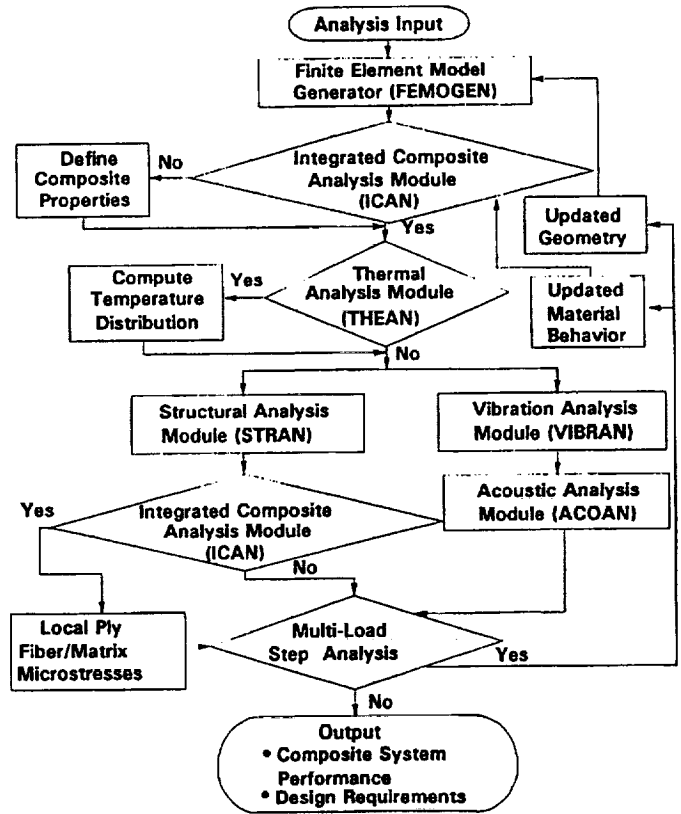 Analysis Input
Finite Element Model
Generator (FEMOGEN)
Define
Composite
Properties
No
Integrated Composite
Analysis Module
(ICAN)
Yes
Updated
Geometry
Compute
Temperature
Distribution
Yes
Thermal
Analysis Module
(THEAN)
No
Updated
Material
Behavior
Structural Analysis
Module (STRAN)
Vibration Analysis
Module (VIBRAN)
Yes
Integrated Composite
Analysis Module
(ICAN)
No
Acoustic Analysis
Module (ACOAN)
Local Ply
Fiber/Matrix
Microstresses
Multi-Load
Step Analysis
Yes
No
Output
• Composite System
Performance
• Design Requirements